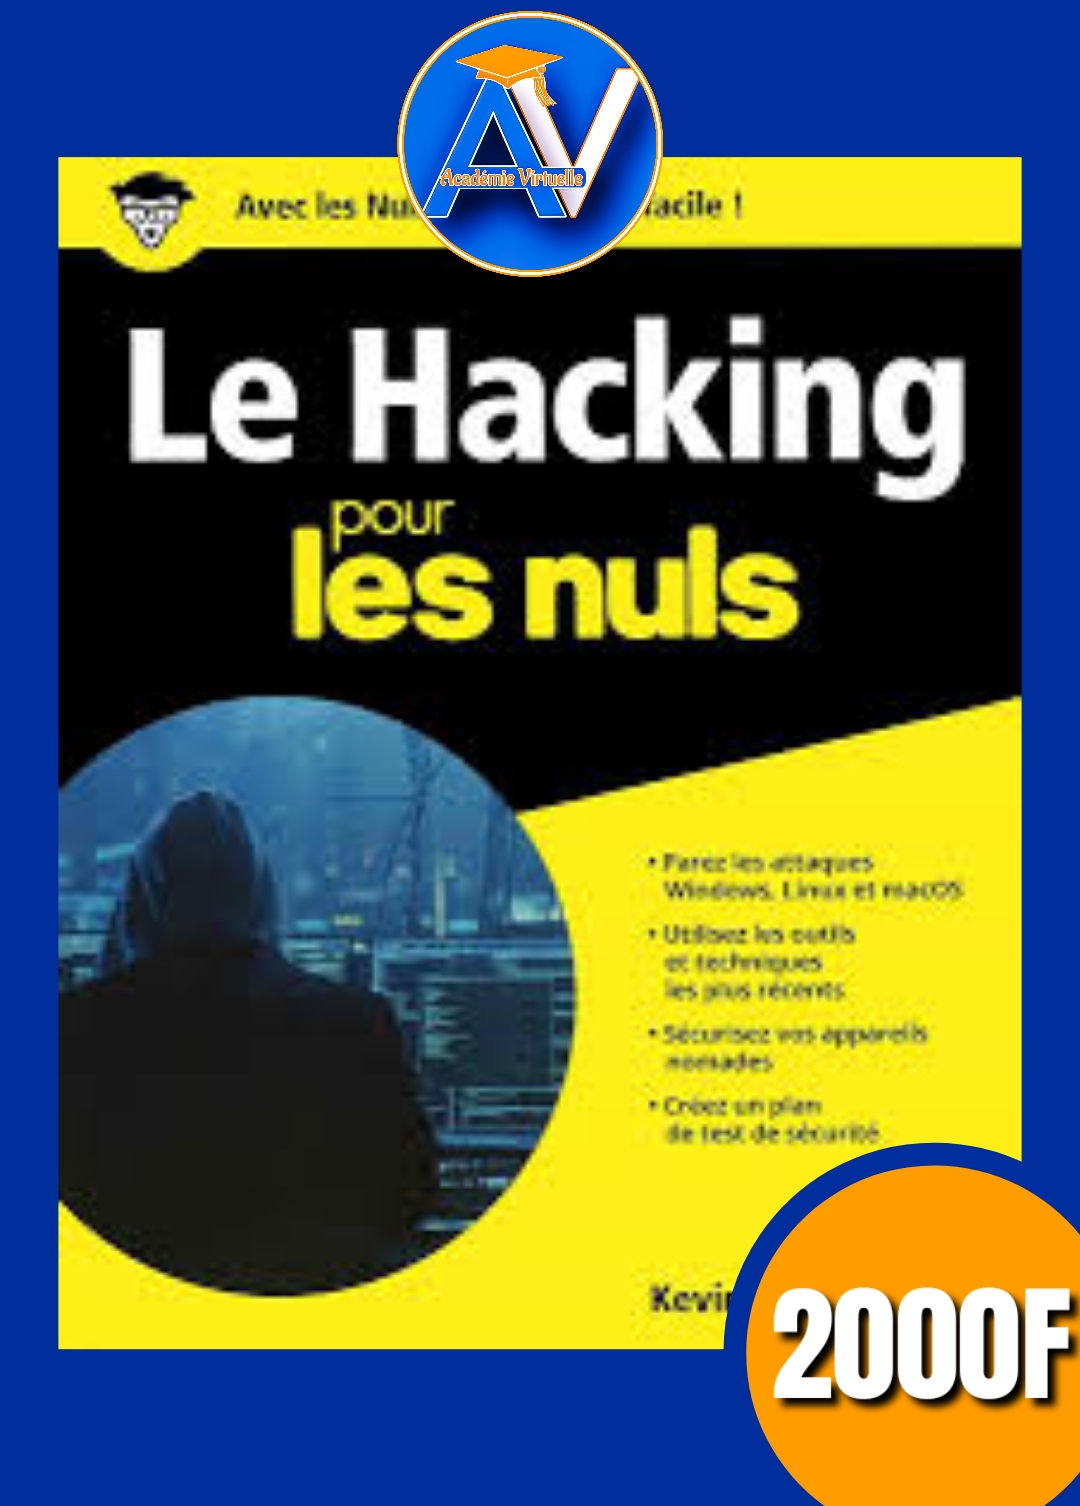 Académie Virtuelle
Avec les Nuls facile !
Le Hacking
pour
les nuls
• Parez les attaques
Windows, Linux et macOS
• Utilisez les outils
et techniques
les plus récents
• Sécurisez vos appareils
nomades
• Créez un plan
de test de sécurité
Kevin
2000F